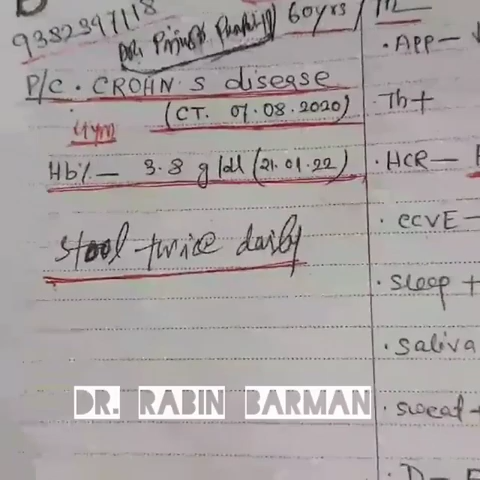 9382397118
60yrs / m
P/C. CROHN'S disease
(CT. 07.08.2020)
4ym
Hb% — 3.8 g/dl (21.01.22)
Stool twice daily
. APP —
Th +
. HCR —
. ECVE —
. Sleep +
. Saliva
. Sweat +
. D —
DR. RABIN BARMAN